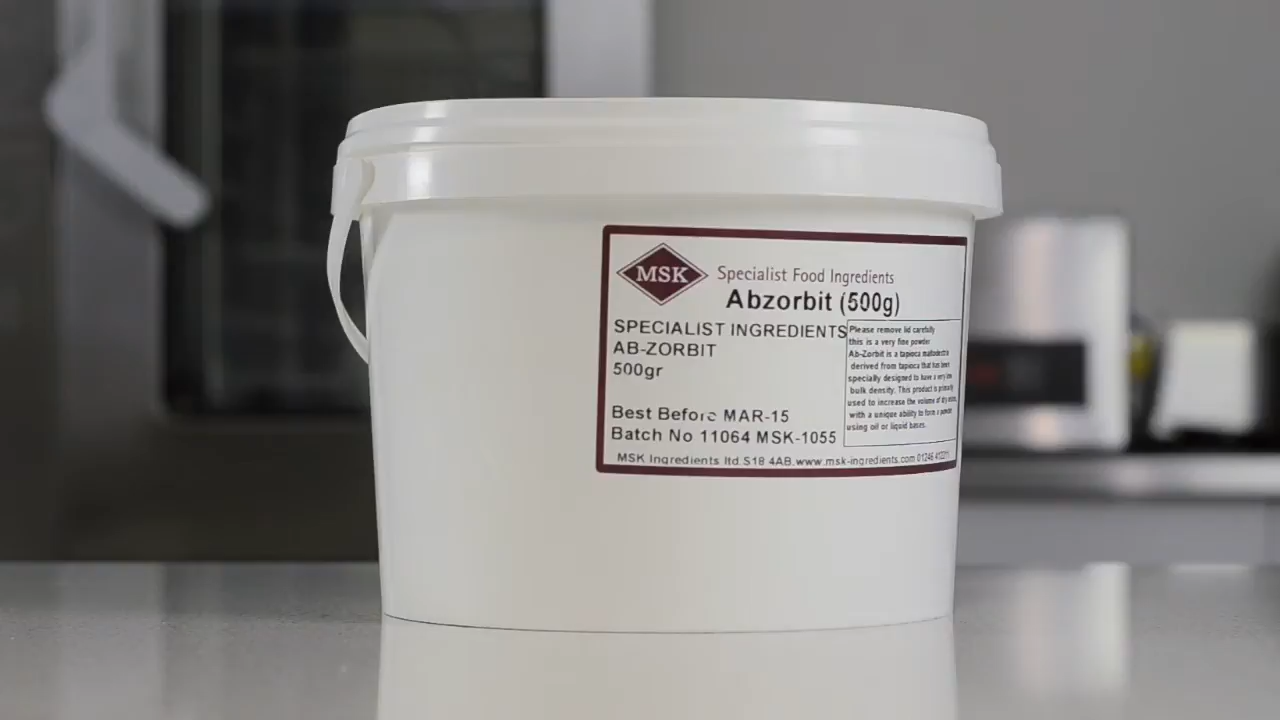 MSK
Specialist Food Ingredients
Abzorbit (500g)
SPECIALIST INGREDIENTS
AB-ZORBIT
500gr
Best Before MAR-15
Batch No 11064 MSK-1055
Please remove lid carefully
this is a very fine powder
Ab-Zorbit is a tapioca
derived from tapioca that has been
specially designed to have a very low
bulk density. This product is primarily
used to increase the volume of dry
with a unique ability to form a powder
using oil or liquid bases.
MSK Ingredients ltd S18 4AB.www.msk-ingredients.com 01246